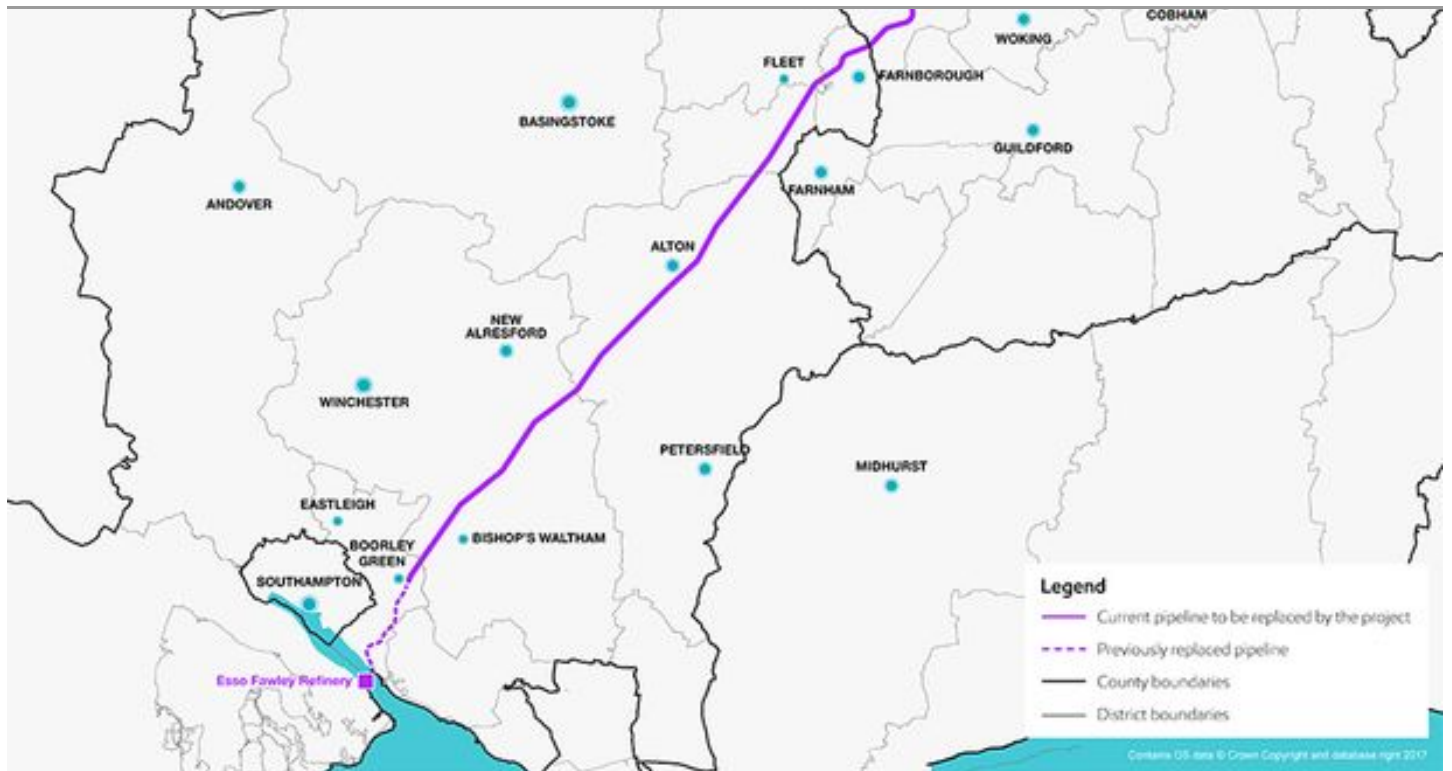 COBHAM
WOKING
FLEET
FARNBOROUGH
BASINGSTOKE
GUILDFORD
FARNHAM
ANDOVER
ALTON
NEW
ALRESFORD
WINCHESTER
PETERSFIELD
MIDHURST
EASTLEIGH
BOORLEY
GREEN
BISHOP'S WALTHAM
SOUTHAMPTON
Esso Fawley Refinery
Legend
Current pipeline to be replaced by the project
Previously replaced pipeline
County boundaries
District boundaries
Contains OS data © Crown Copyright and database right 2017